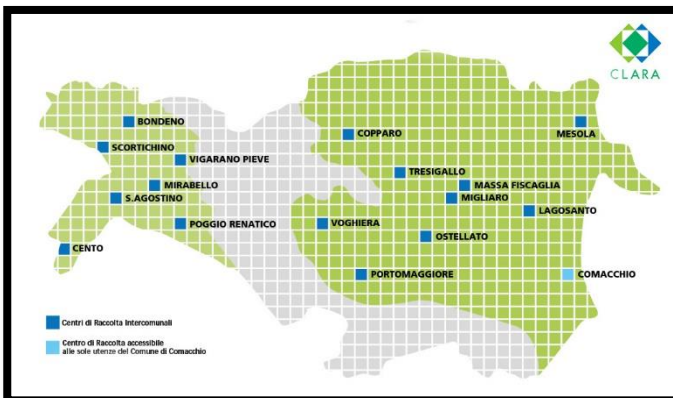 CLARA
BONDENO
COPPARO
MESOLA
SCORTICHINO
VIGARANO PIEVE
TRESIGALLO
MIRABELLO
MASSA FISCAGLIA
S.AGOSTINO
MIGLIARO
LAGOSANTO
POGGIO RENATICO
VOGHIERA
OSTELLATO
CENTO
PORTOMAGGIORE
COMACCHIO
Centri di Raccolta Intercomunali
Centro di Raccolta accessibile
alle sole utenze del Comune di Comacchio